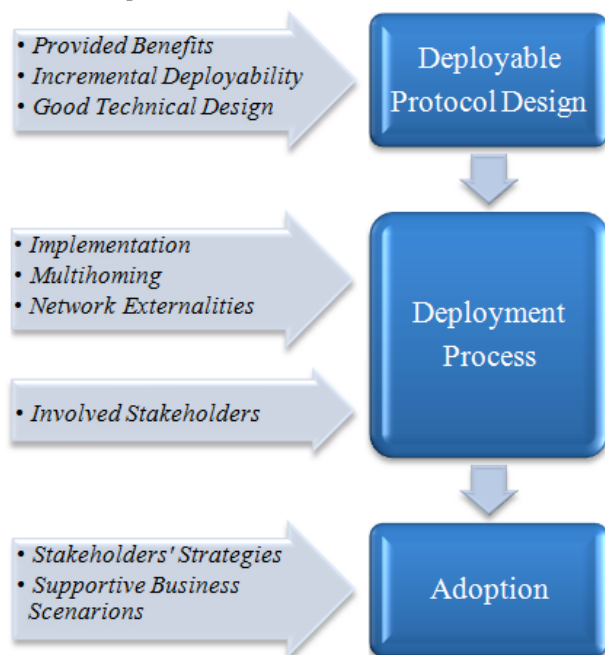 • Provided Benefits
• Incremental Deployability
• Good Technical Design
Deployable
Protocol Design
• Implementation
• Multihoming
• Network Externalities
Deployment
Process
• Involved Stakeholders
• Stakeholders' Strategies
• Supportive Business
Scenarions
Adoption